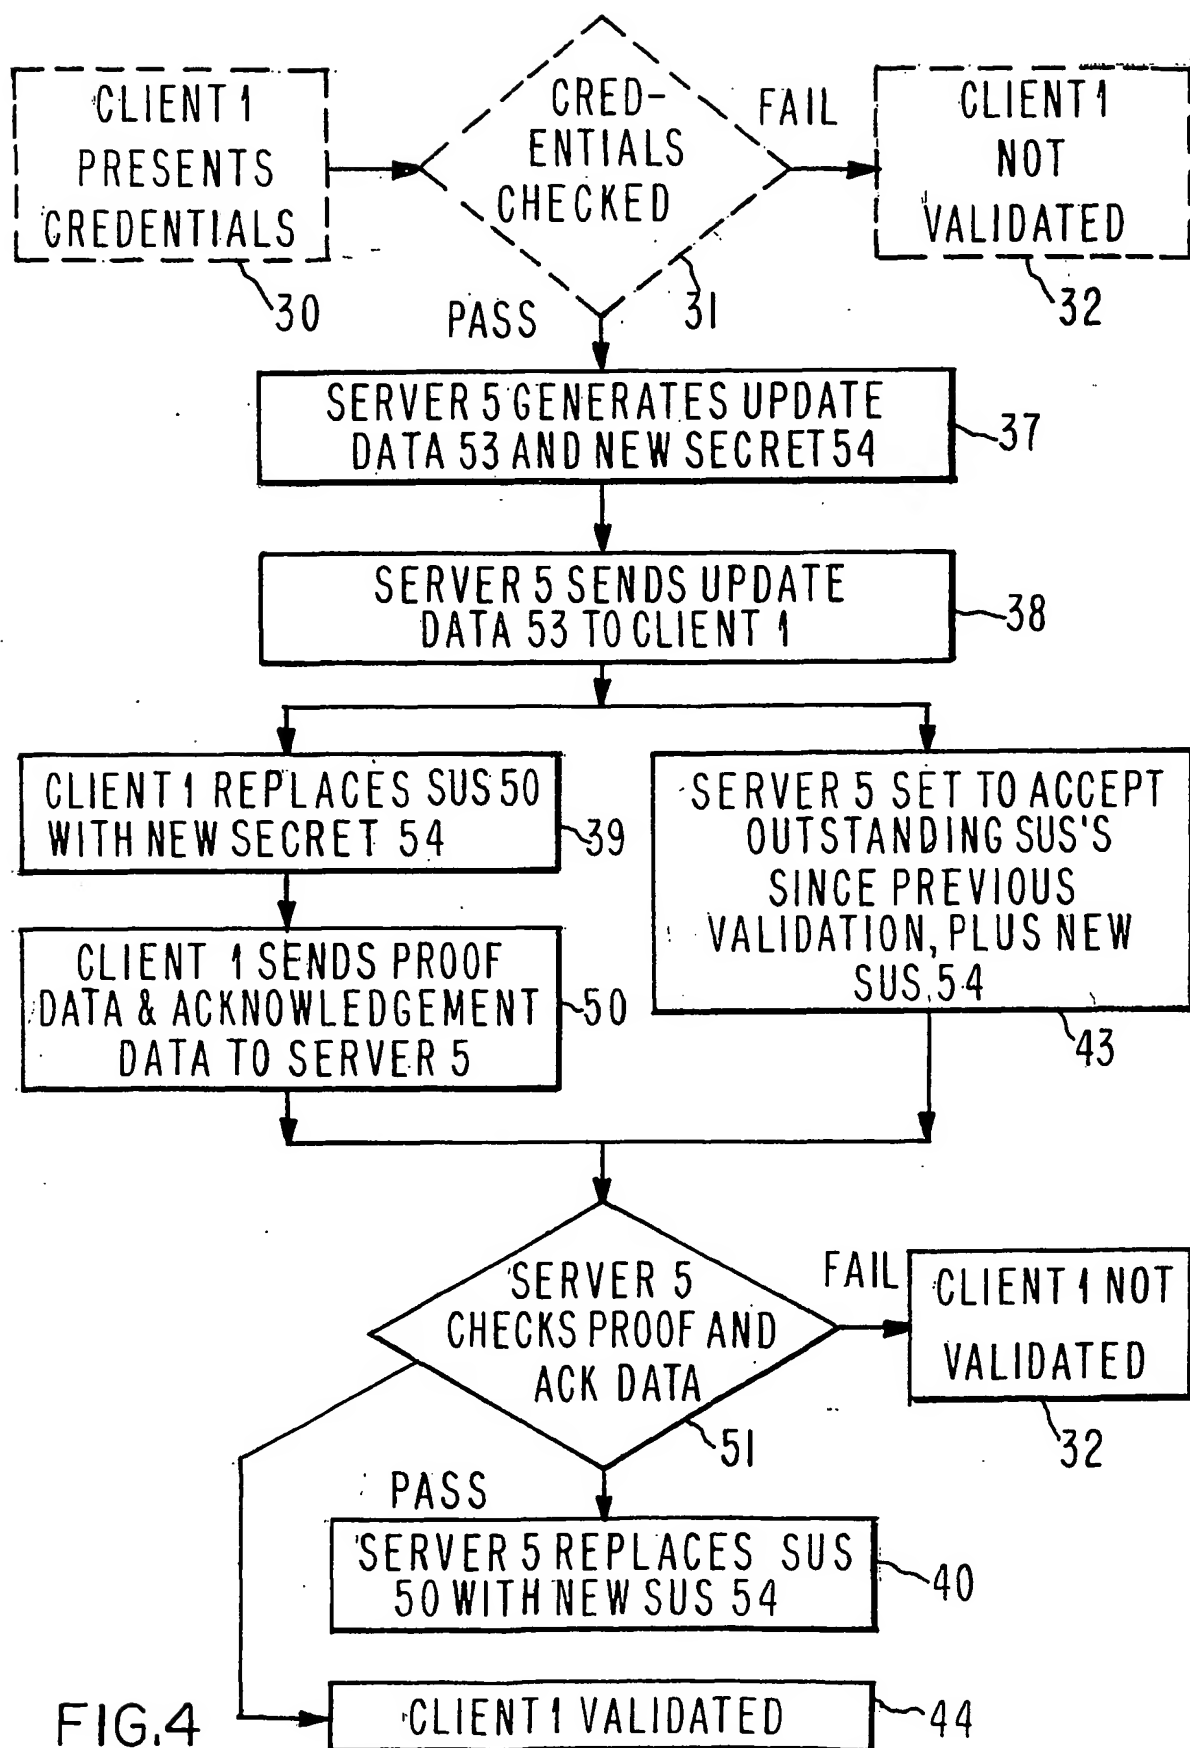 CLIENT 1
PRESENTS
CREDENTIALS
30
CRED-
ENTIALS
CHECKED
31
FAIL
CLIENT 1
NOT
VALIDATED
32
PASS
SERVER 5 GENERATES UPDATE
DATA 53 AND NEW SECRET 54
37
SERVER 5 SENDS UPDATE
DATA 53 TO CLIENT 1
38
CLIENT 1 REPLACES SUS 50
WITH NEW SECRET 54
39
SERVER 5 SET TO ACCEPT
OUTSTANDING SUS'S
SINCE PREVIOUS
VALIDATION, PLUS NEW
SUS 54
43
CLIENT 1 SENDS PROOF
DATA & ACKNOWLEDGEMENT
DATA TO SERVER 5
50
SERVER 5
CHECKS PROOF AND
ACK DATA
51
FAIL
CLIENT 1 NOT
VALIDATED
32
PASS
SERVER 5 REPLACES SUS
50 WITH NEW SUS 54
40
CLIENT 1 VALIDATED
44
FIG.4